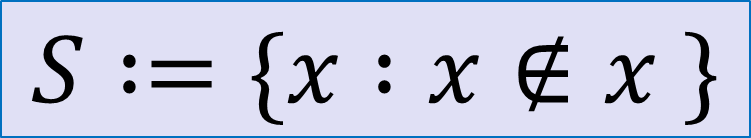 S := {x : x ∉ x }